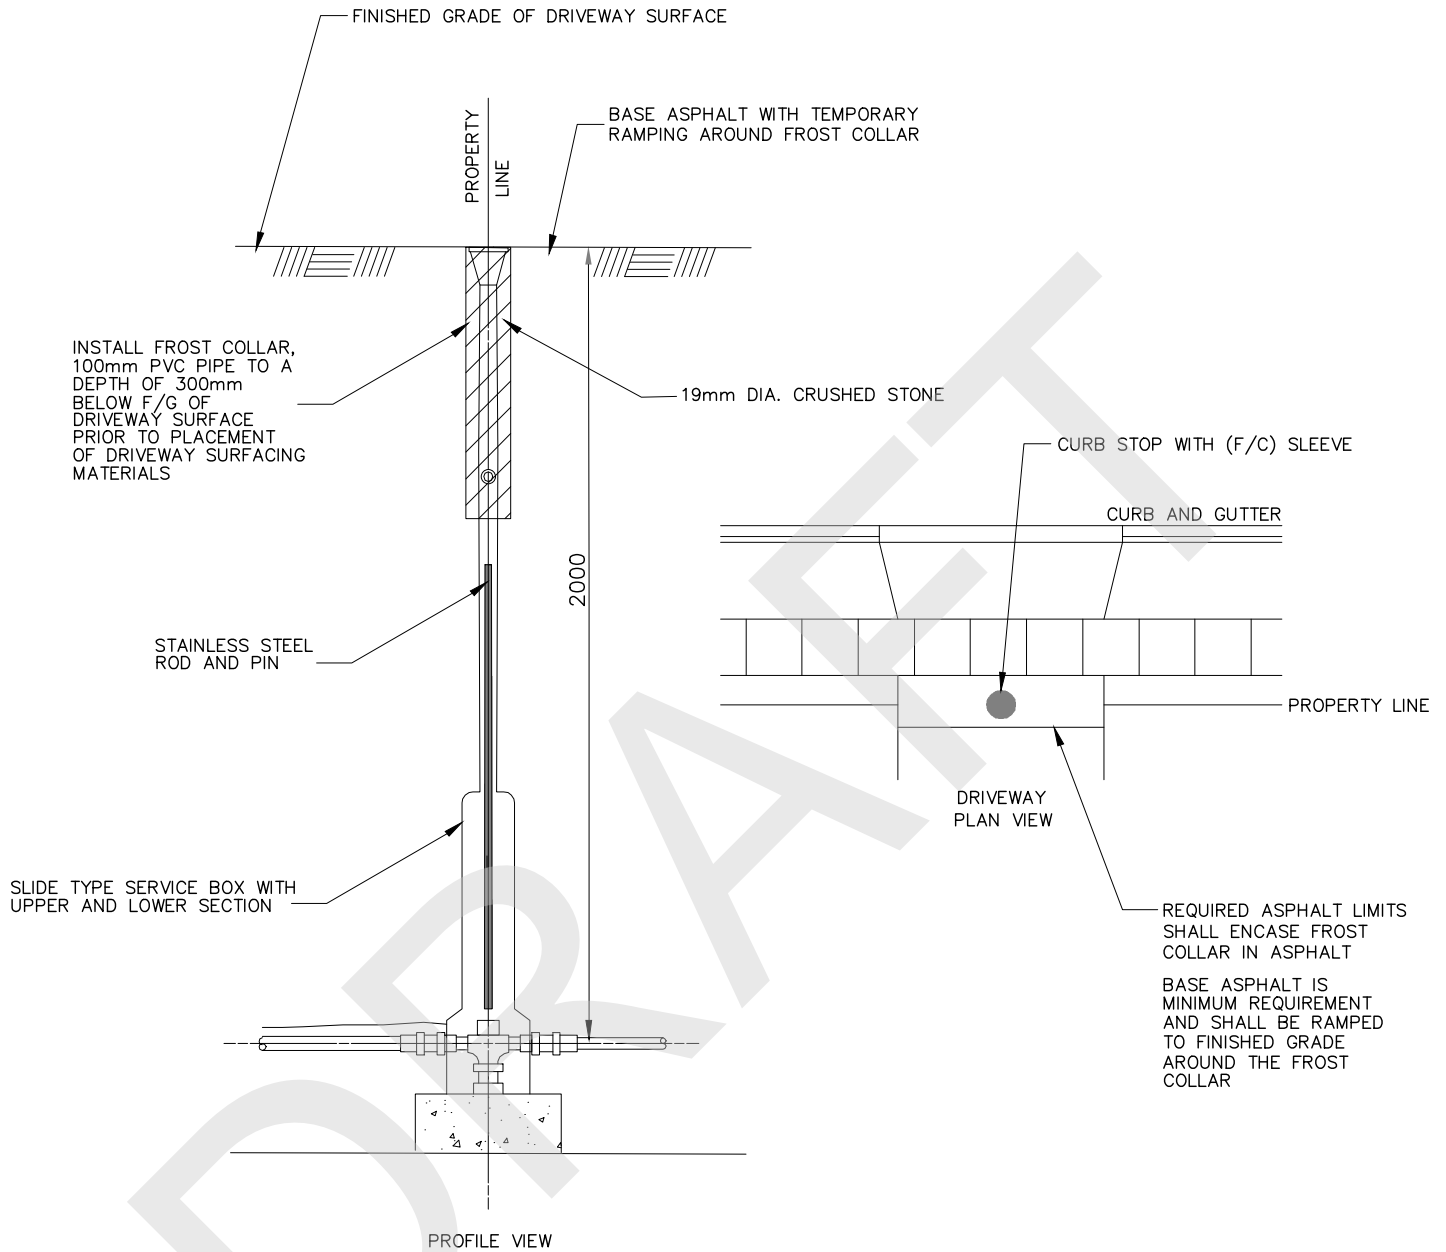 FINISHED GRADE OF DRIVEWAY SURFACE
PROPERTY
LINE
BASE ASPHALT WITH TEMPORARY
RAMPING AROUND FROST COLLAR
INSTALL FROST COLLAR,
100mm PVC PIPE TO A
DEPTH OF 300mm
BELOW F/G OF
DRIVEWAY SURFACE
PRIOR TO PLACEMENT
OF DRIVEWAY SURFACING
MATERIALS
19mm DIA. CRUSHED STONE
2000
STAINLESS STEEL
ROD AND PIN
SLIDE TYPE SERVICE BOX WITH
UPPER AND LOWER SECTION
PROFILE VIEW
CURB STOP WITH (F/C) SLEEVE
CURB AND GUTTER
PROPERTY LINE
DRIVEWAY
PLAN VIEW
REQUIRED ASPHALT LIMITS
SHALL ENCASE FROST
COLLAR IN ASPHALT
BASE ASPHALT IS
MINIMUM REQUIREMENT
AND SHALL BE RAMPED
TO FINISHED GRADE
AROUND THE FROST
COLLAR
DRAFT